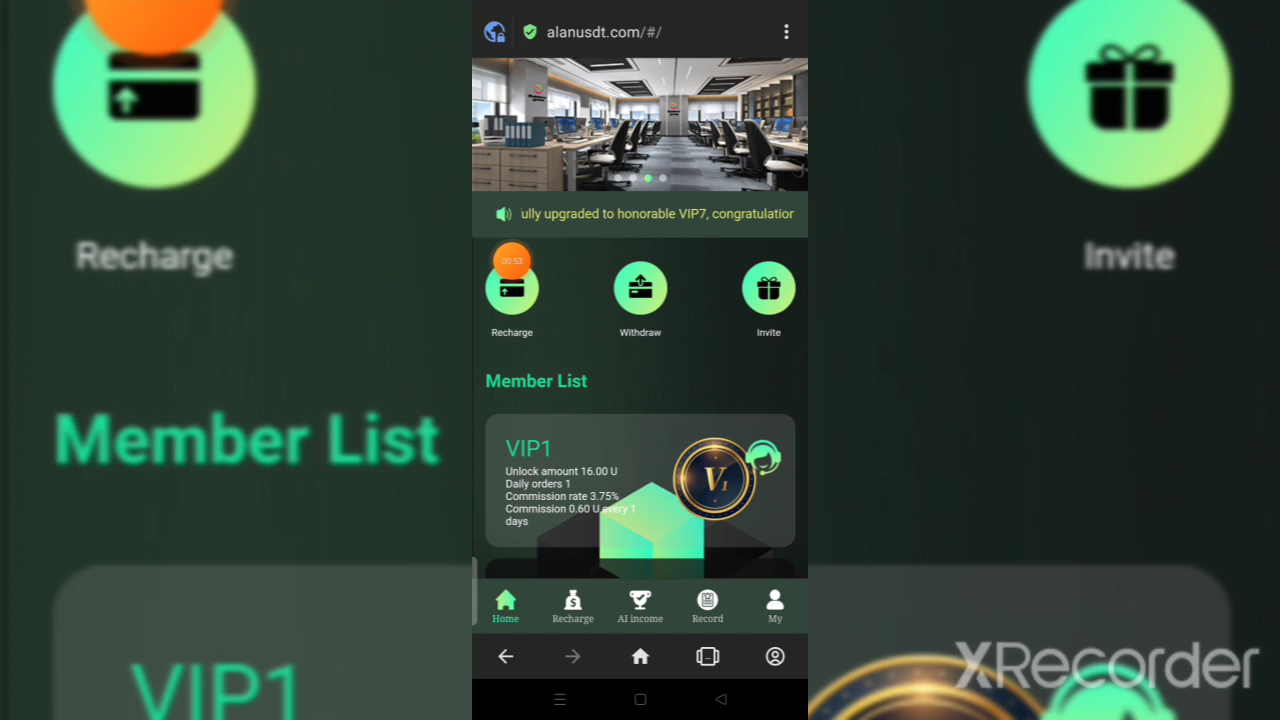 alanusdt.com/#/
ully upgraded to honorable VIP7, congratulation
00:53
Recharge
Withdraw
Invite
Member List
VIP1
Unlock amount 16.00 U
Daily orders 1
Commission rate 3.75%
Commission 0.60 U every 1
days
V1
Home
Recharge
AI income
Record
My
Recharge
Invite
Member List
VIP1
XRecorder